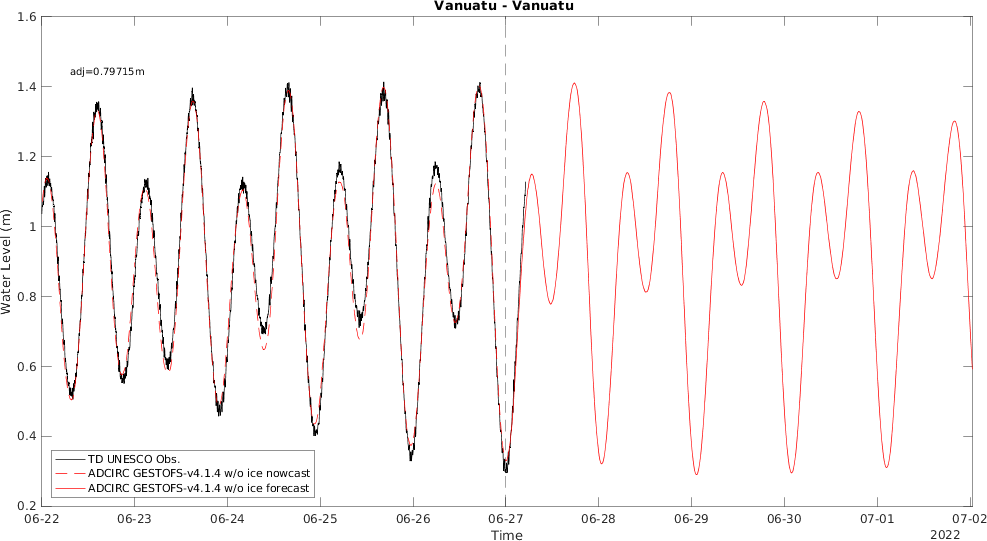 Vanuatu - Vanuatu
1.6
adj=0.79715m
1.4
1.2
1
0.8
0.6
0.4
0.2
Water Level (m)
TD UNESCO Obs.
ADCIRC GESTOFS-v4.1.4 w/o ice nowcast
ADCIRC GESTOFS-v4.1.4 w/o ice forecast
06-22 06-23 06-24 06-25 06-26 06-27 06-28 06-29 06-30 07-01 07-02
Time
2022